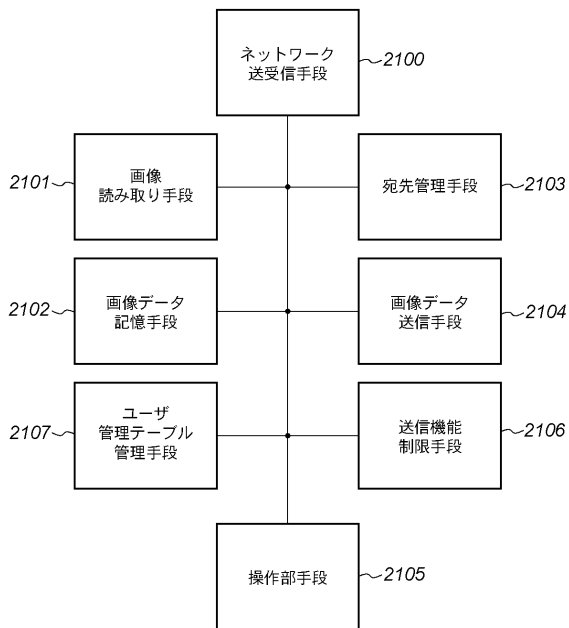 ネットワーク
送受信手段
2100
画像
読み取り手段
2101
宛先管理手段
2103
画像データ
記憶手段
2102
画像データ
送信手段
2104
ユーザ
管理テーブル
管理手段
2107
送信機能
制限手段
2106
操作部手段
2105